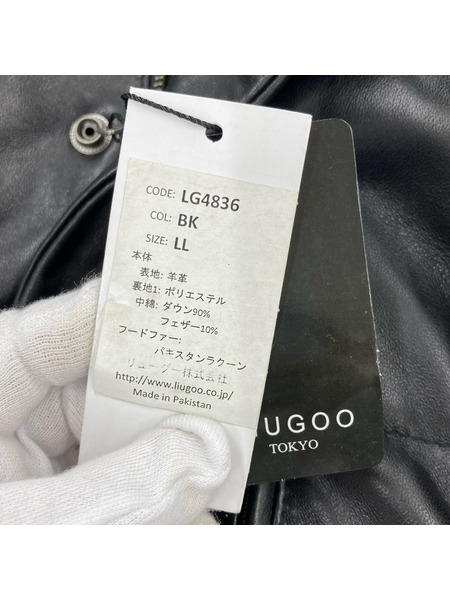 CODE: LG4836
COL: BK
SIZE: LL
本体
表地: 羊革
裏地1: ポリエステル
中綿: ダウン90%
フェザー10%
フードファー:
パキスタンラクーン
リューグー株式会社
http://www.liugoo.co.jp/
Made in Pakistan
UGOO
TOKYO